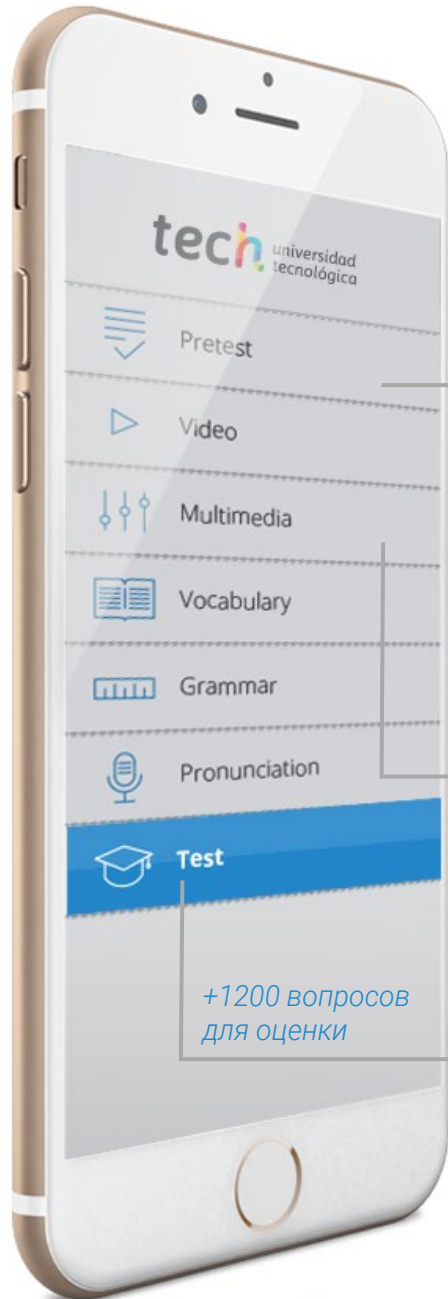 tech universidad
tecnológica
Pretest
Video
Multimedia
Vocabulary
Grammar
Pronunciation
Test
+1200 вопросов
для оценки